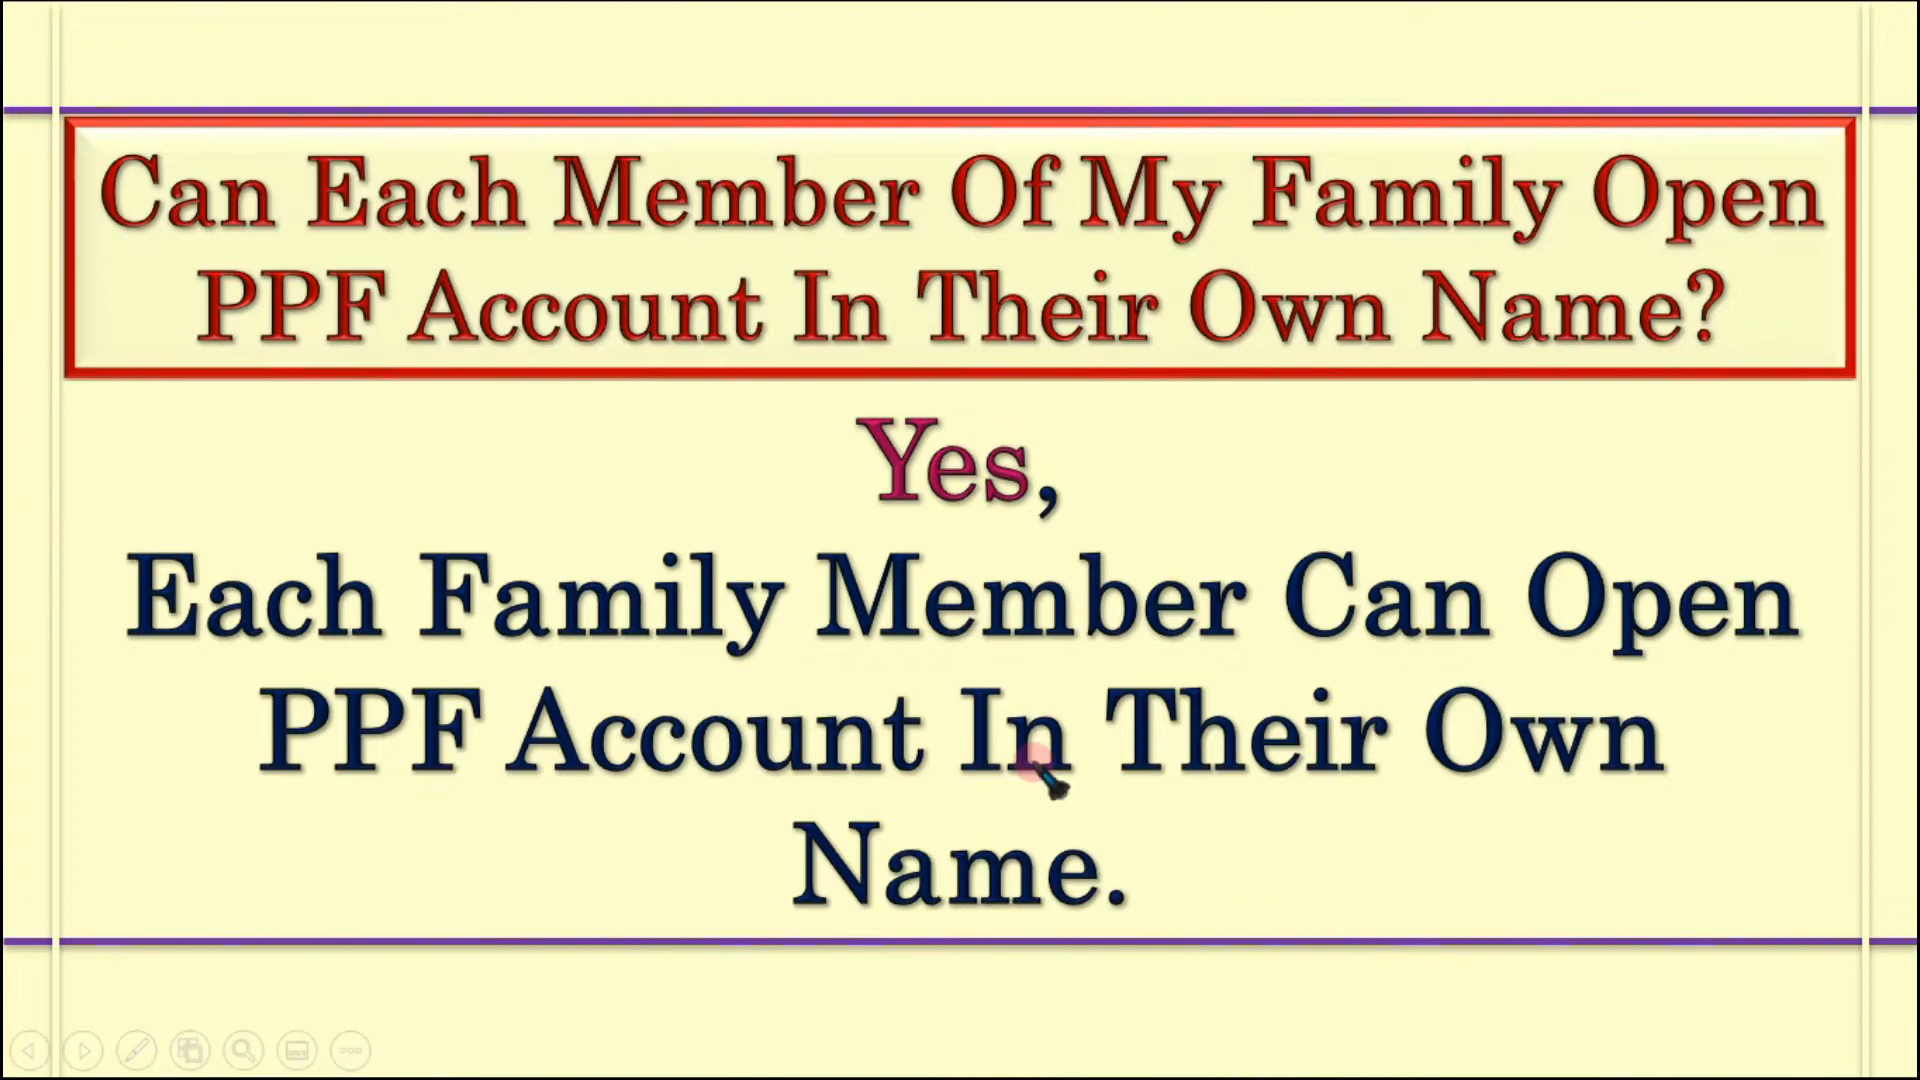 Can Each Member Of My Family Open
PPF Account In Their Own Name?
Yes,
Each Family Member Can Open
PPF Account In Their Own
Name.